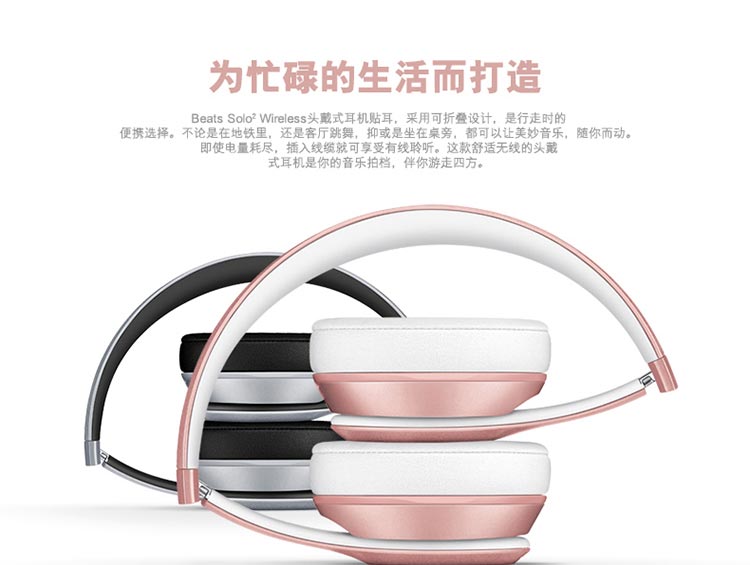 为忙碌的生活而打造
Beats Solo² Wireless头戴式耳机贴耳，采用可折叠设计，是行走时的
便携选择。不论是在地铁里，还是客厅跳舞，抑或是坐在桌旁，都可以让美妙音乐，随你而动。
即使电量耗尽，插入线缆就可享受有线聆听。这款舒适无线的头戴
式耳机是你的音乐拍档，伴你游走四方。